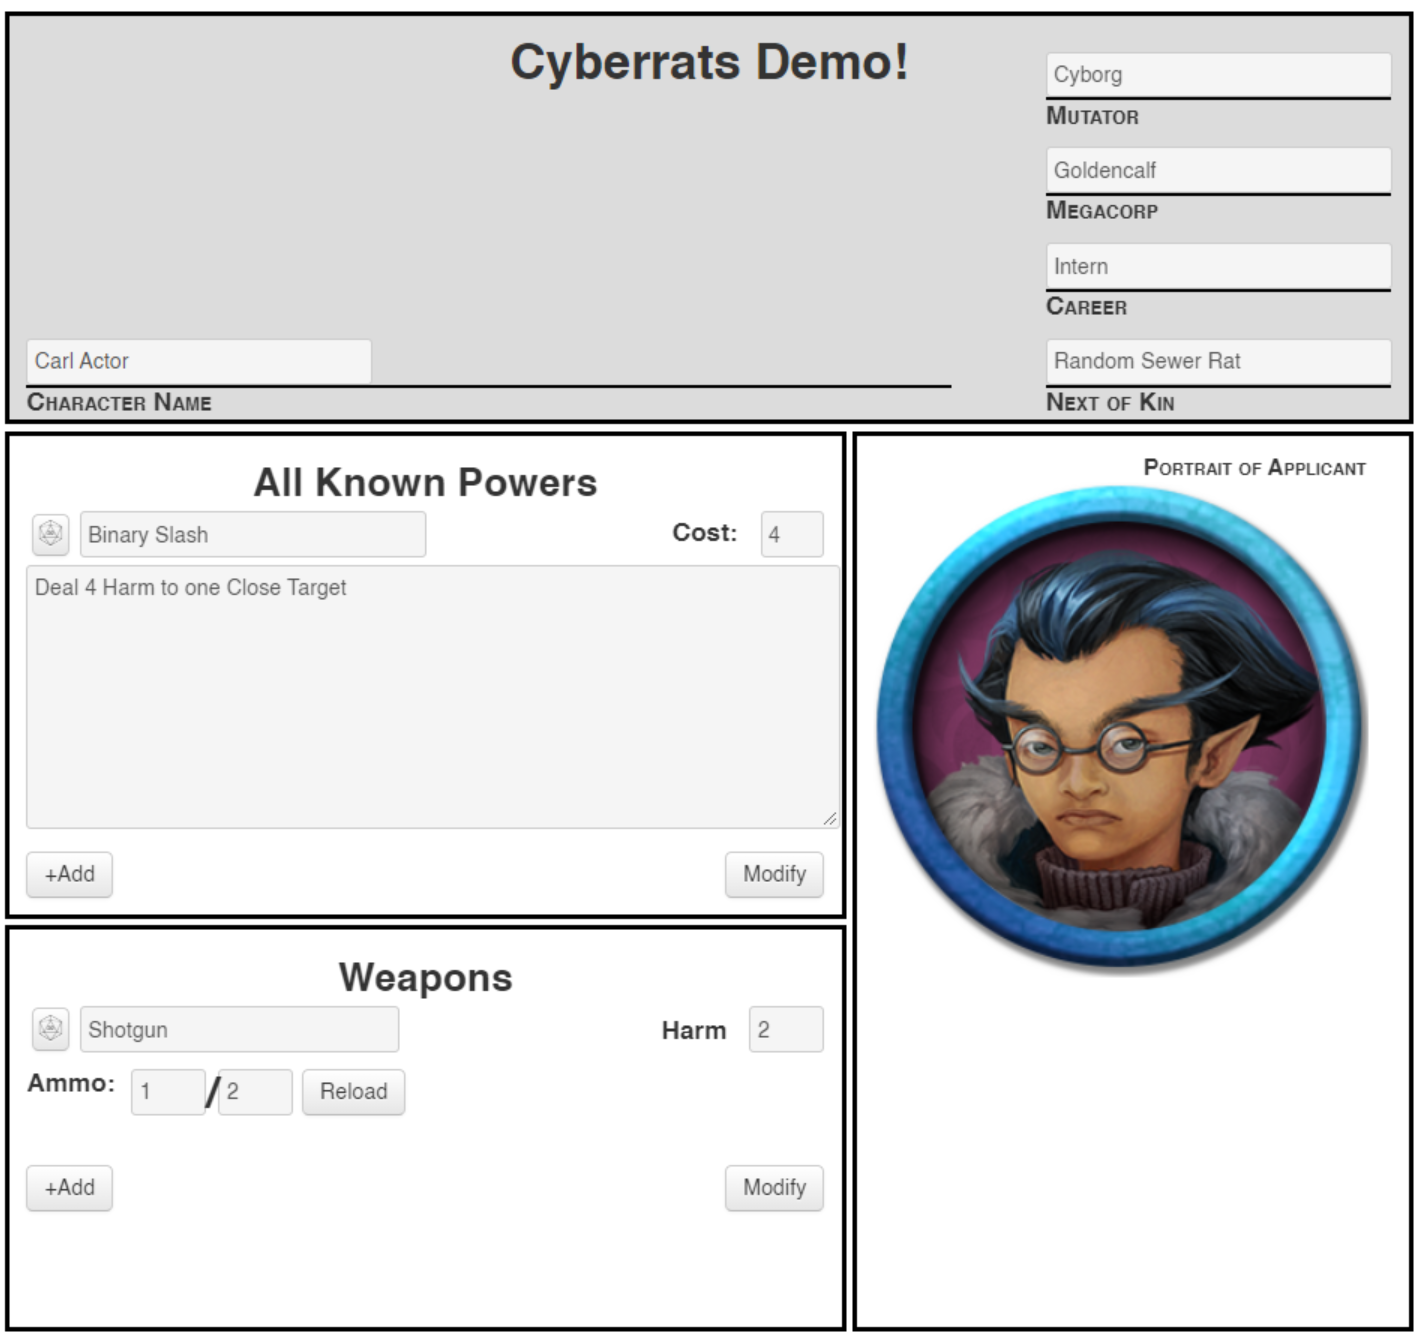 Cyberrats Demo!
Cyborg
Mutator
Goldencalf
Megacorp
Intern
Career
Carl Actor
Character Name
Random Sewer Rat
Next of Kin
All Known Powers
Binary Slash
Cost: 4
Deal 4 Harm to one Close Target
+Add
Modify
Portrait of Applicant
Weapons
Shotgun
Harm 2
Ammo: 1 / 2 Reload
+Add
Modify